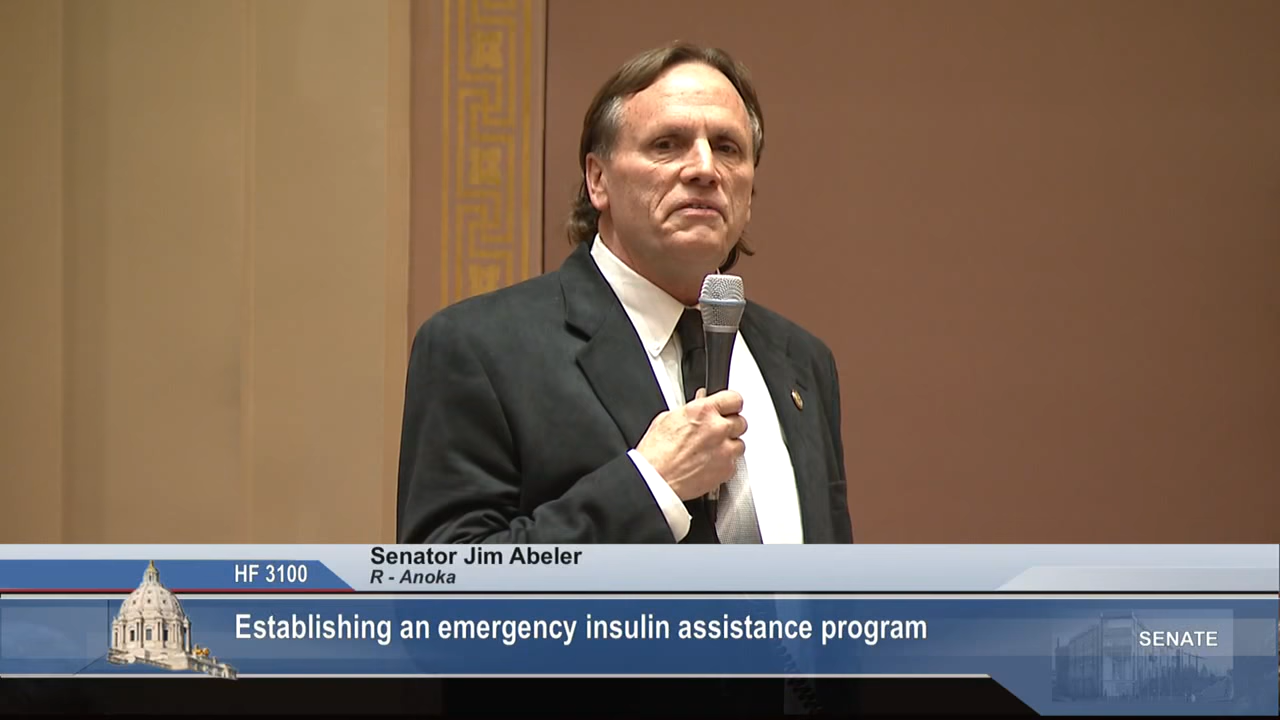 Senator Jim Abeler
HF 3100
R - Anoka
Establishing an emergency insulin assistance program
SENATE